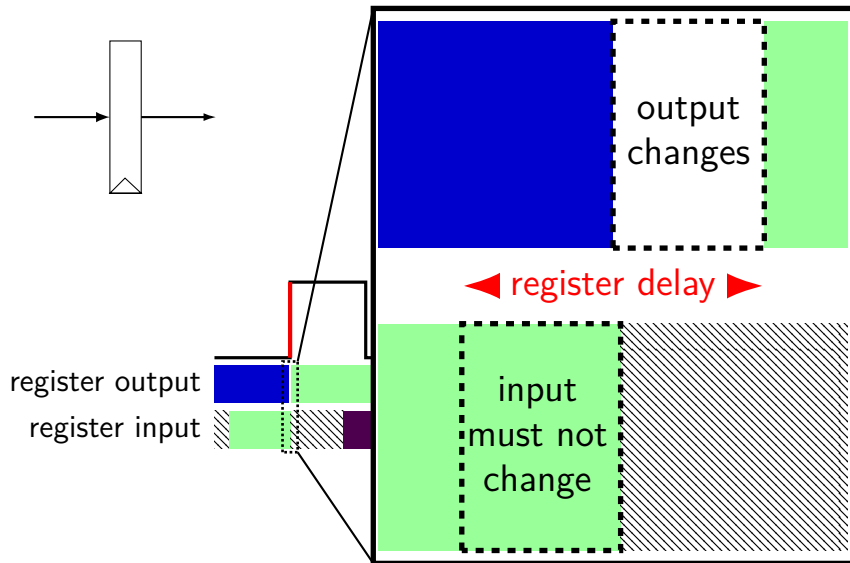 output
changes
register delay
register output
register input
input
must not
change